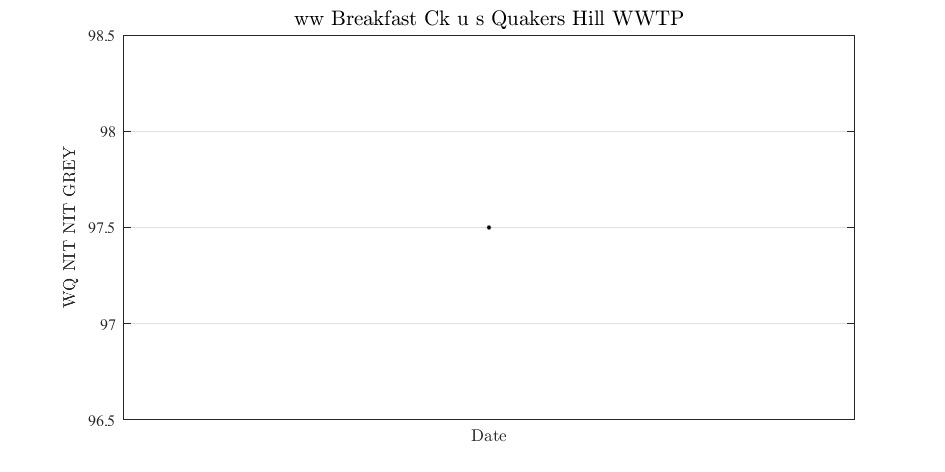 ww Breakfast Ck u s Quakers Hill WWTP
98.5
98
97.5
97
96.5
WQ NIT NIT GREY
Date